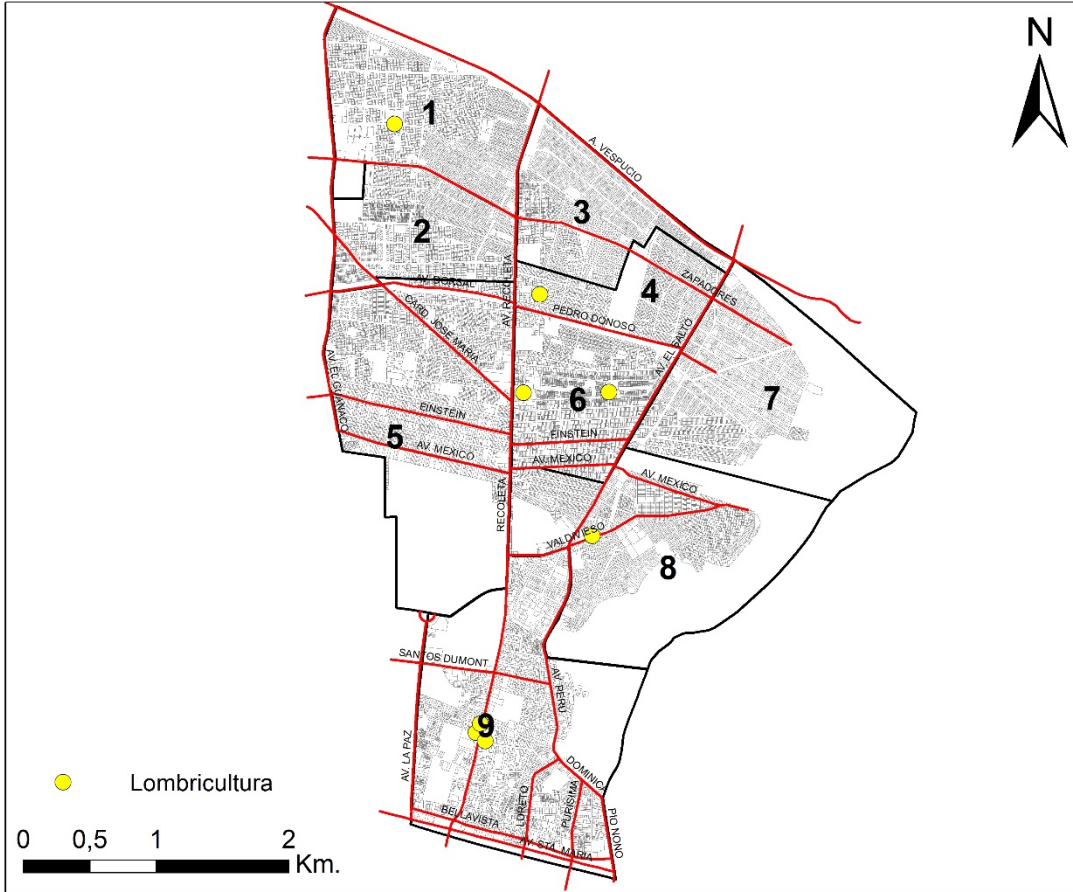 N
1
A. VESPUCIO
3
2
ZAPADORES
AV. DORSAL
AV. RECOLETA
4
PEDRO DONOSO
CARD. JOSE MARIA
AV. EL SALTO
AV. EL GUANACO
7
6
EINSTEIN
EINSTEIN
5
AV. MEXICO
AV. MEXICO
AV. MEXICO
RECOLETA
VALDIVIESO
8
SANTOS DUMONT
AV. PERU
9
AV. LA PAZ
DOMINICA
Lombricultura
LORETO
PURISIMA
PIO NONO
BELLAVISTA
AV. STA. MARIA
0 0,5 1 2
Km.